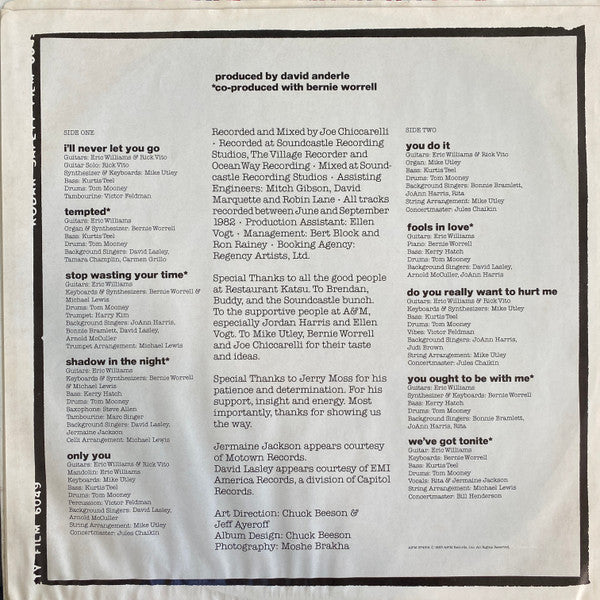 produced by david anderle
*co-produced with bernie worrell
SIDE ONE
i'll never let you go
Guitars: Eric Williams & Rick Vito
Guitar Solo: Rick Vito
Synthesizer & Keyboards: Mike Utley
Bass: Kurtis Teel
Drums: Tom Mooney
Tambourine: Victor Feldman
tempted*
Guitars: Eric Williams
Organ & Synthesizer: Bernie Worrell
Bass: Kurtis Teel
Drums: Tom Mooney
Background Singers: David Lasley,
Tamara Champlin, Carmen Grillo
stop wasting your time*
Guitars: Eric Williams
Keyboards & Synthesizers: Bernie Worrell &
Michael Lewis
Drums: Tom Mooney
Trumpet: Harry Kim
Background Singers: JoAnn Harris,
Bonnie Bramlett, David Lasley,
Arnold McCuller
Trumpet Arrangement: Michael Lewis
shadow in the night*
Guitars: Eric Williams
Keyboards & Synthesizers: Bernie Worrell
& Michael Lewis
Bass: Kerry Hatch
Drums: Tom Mooney
Saxophone: Steve Allen
Tambourine: Marc Singer
Background Singers: David Lasley,
Jermaine Jackson
Celli Arrangement: Michael Lewis
only you
Guitars: Eric Williams & Rick Vito
Mandolin: Eric Williams
Keyboards: Mike Utley
Bass: Kurtis Teel
Drums: Tom Mooney
Percussion: Victor Feldman
Background Singers: David Lasley,
Arnold McCuller
String Arrangement: Mike Utley
Concertmaster: Jules Chaikin
Recorded and Mixed by Joe Chiccarelli
· Recorded at Soundcastle Recording
Studios, The Village Recorder and
Ocean Way Recording · Mixed at Sound-
castle Recording Studios · Assisting
Engineers: Mitch Gibson, David
Marquette and Robin Lane · All tracks
recorded between June and September
1982 · Production Assistant: Ellen
Vogt · Management: Bert Block and
Ron Rainey · Booking Agency:
Regency Artists, Ltd.
Special Thanks to all the good people
at Restaurant Katsu. To Brendan,
Buddy, and the Soundcastle bunch.
To the supportive people at A&M,
especially Jordan Harris and Ellen
Vogt. To Mike Utley, Bernie Worrell
and Joe Chiccarelli for their taste
and ideas.
Special Thanks to Jerry Moss for his
patience and determination. For his
support, insight and energy. Most
importantly, thanks for showing us
the way.
Jermaine Jackson appears courtesy
of Motown Records.
David Lasley appears courtesy of EMI
America Records, a division of Capitol
Records.
Art Direction: Chuck Beeson &
Jeff Ayeroff
Album Design: Chuck Beeson
Photography: Moshe Brakha
SIDE TWO
you do it
Guitars: Eric Williams & Rick Vito
Organ: Mike Utley
Bass: Kurtis Teel
Drums: Tom Mooney
Background Singers: Bonnie Bramlett,
JoAnn Harris, Rita
String Arrangement: Mike Utley
Concertmaster: Jules Chaikin
fools in love*
Guitars: Eric Williams
Piano: Bernie Worrell
Bass: Kerry Hatch
Drums: Tom Mooney
Background Singers: David Lasley,
Arnold McCuller, JoAnn Harris
do you really want to hurt me
Guitars: Eric Williams & Rick Vito
Keyboards & Synthesizers: Mike Utley
Bass: Kurtis Teel
Drums: Tom Mooney
Vibes: Victor Feldman
Background Singers: JoAnn Harris,
Judi Brown
String Arrangement: Mike Utley
Concertmaster: Jules Chaikin
you ought to be with me*
Guitars: Eric Williams
Synthesizer & Keyboards: Bernie Worrell
Bass: Kerry Hatch
Drums: Tom Mooney
Background Singers: Bonnie Bramlett,
JoAnn Harris, Rita
we've got tonite*
Guitar: Eric Williams
Keyboards: Bernie Worrell
Bass: Kurtis Teel
Drums: Tom Mooney
Vocals: Rita & Jermaine Jackson
String Arrangement: Michael Lewis
Concertmaster: Bill Henderson
A&M Records, Inc. All Rights Reserved.
TV FILM 6049
KODAK SAFETY FILM